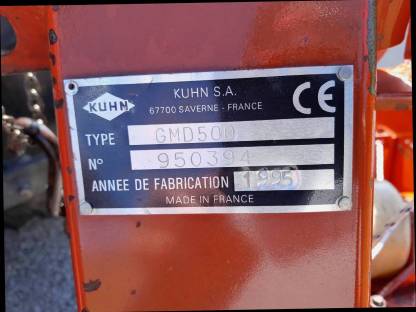 KUHN
KUHN S.A.
67700 SAVERNE - FRANCE
CE
TYPE GMD500
N° 950394
ANNEE DE FABRICATION 1995
MADE IN FRANCE